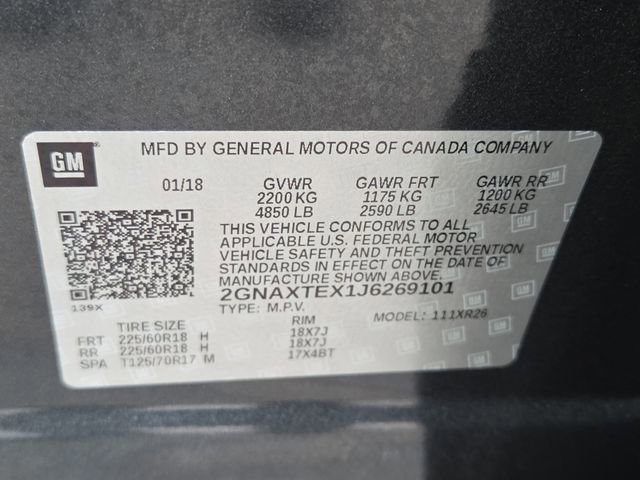 GM MFD BY GENERAL MOTORS OF CANADA COMPANY
01/18 GVWR GAWR FRT GAWR RR
2200 KG 1175 KG 1200 KG
4850 LB 2590 LB 2645 LB
THIS VEHICLE CONFORMS TO ALL
APPLICABLE U.S. FEDERAL MOTOR
VEHICLE SAFETY AND THEFT PREVENTION
STANDARDS IN EFFECT ON THE DATE
OF MANUFACTURE SHOWN ABOVE.
2GNAXTEX1J6269101
139X
TYPE: M.P.V. MODEL: 111XR26
TIRE SIZE RIM
FRT 225/60R18 H 18X7J
RR 225/60R18 H 18X7J
SPA T125/70R17 M 17X4BT